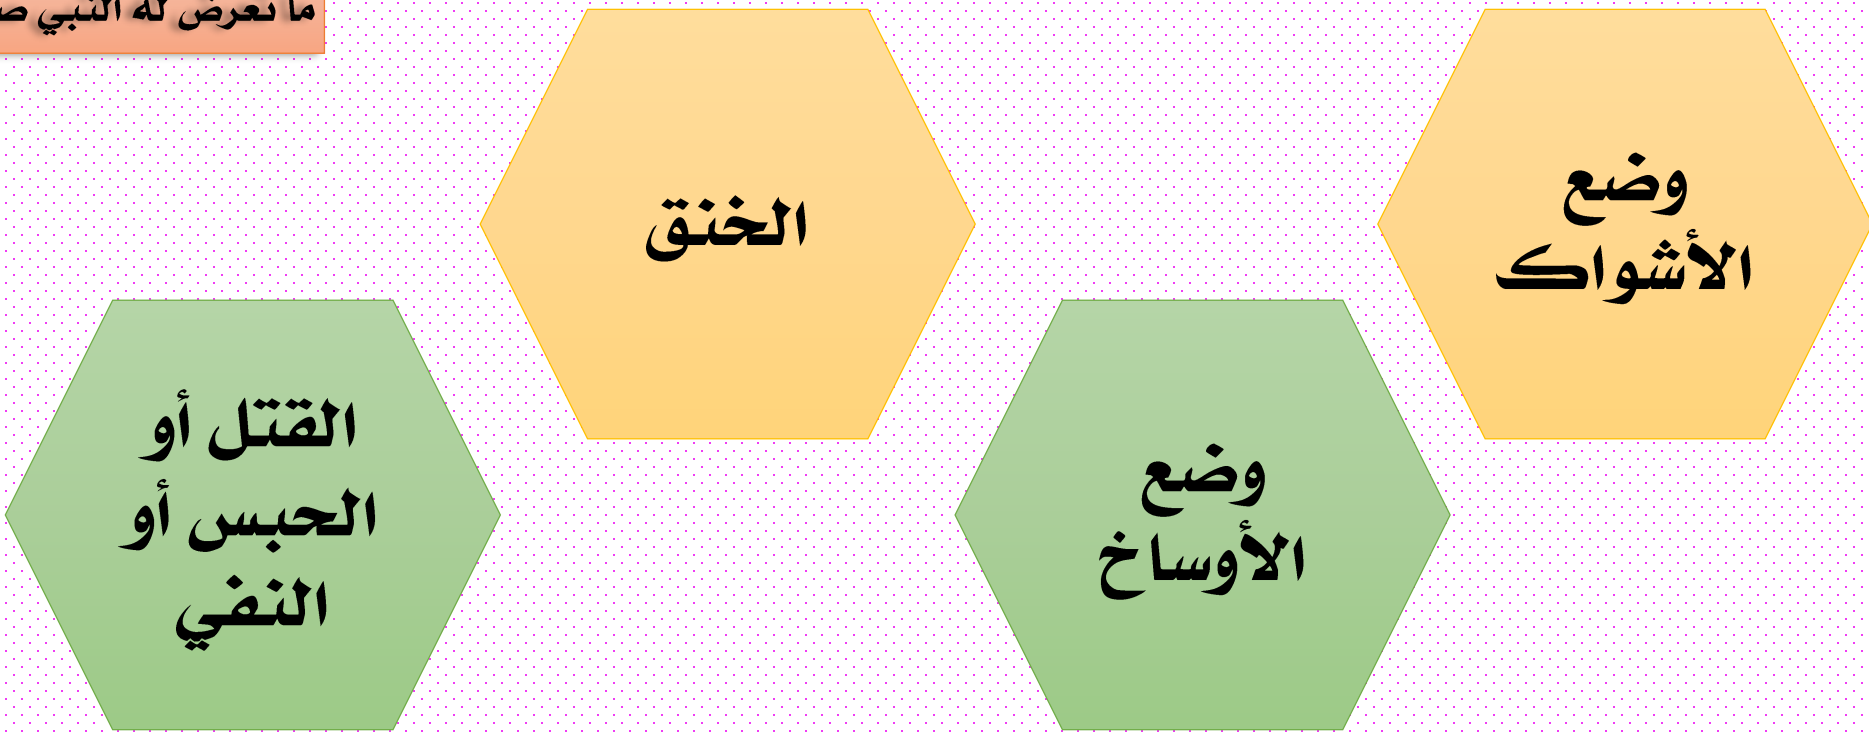 ما تعرض له النبي
وضع
الأشواك
وضع
الأوساخ
الخنق
القتل أو
الحبس أو
النفي